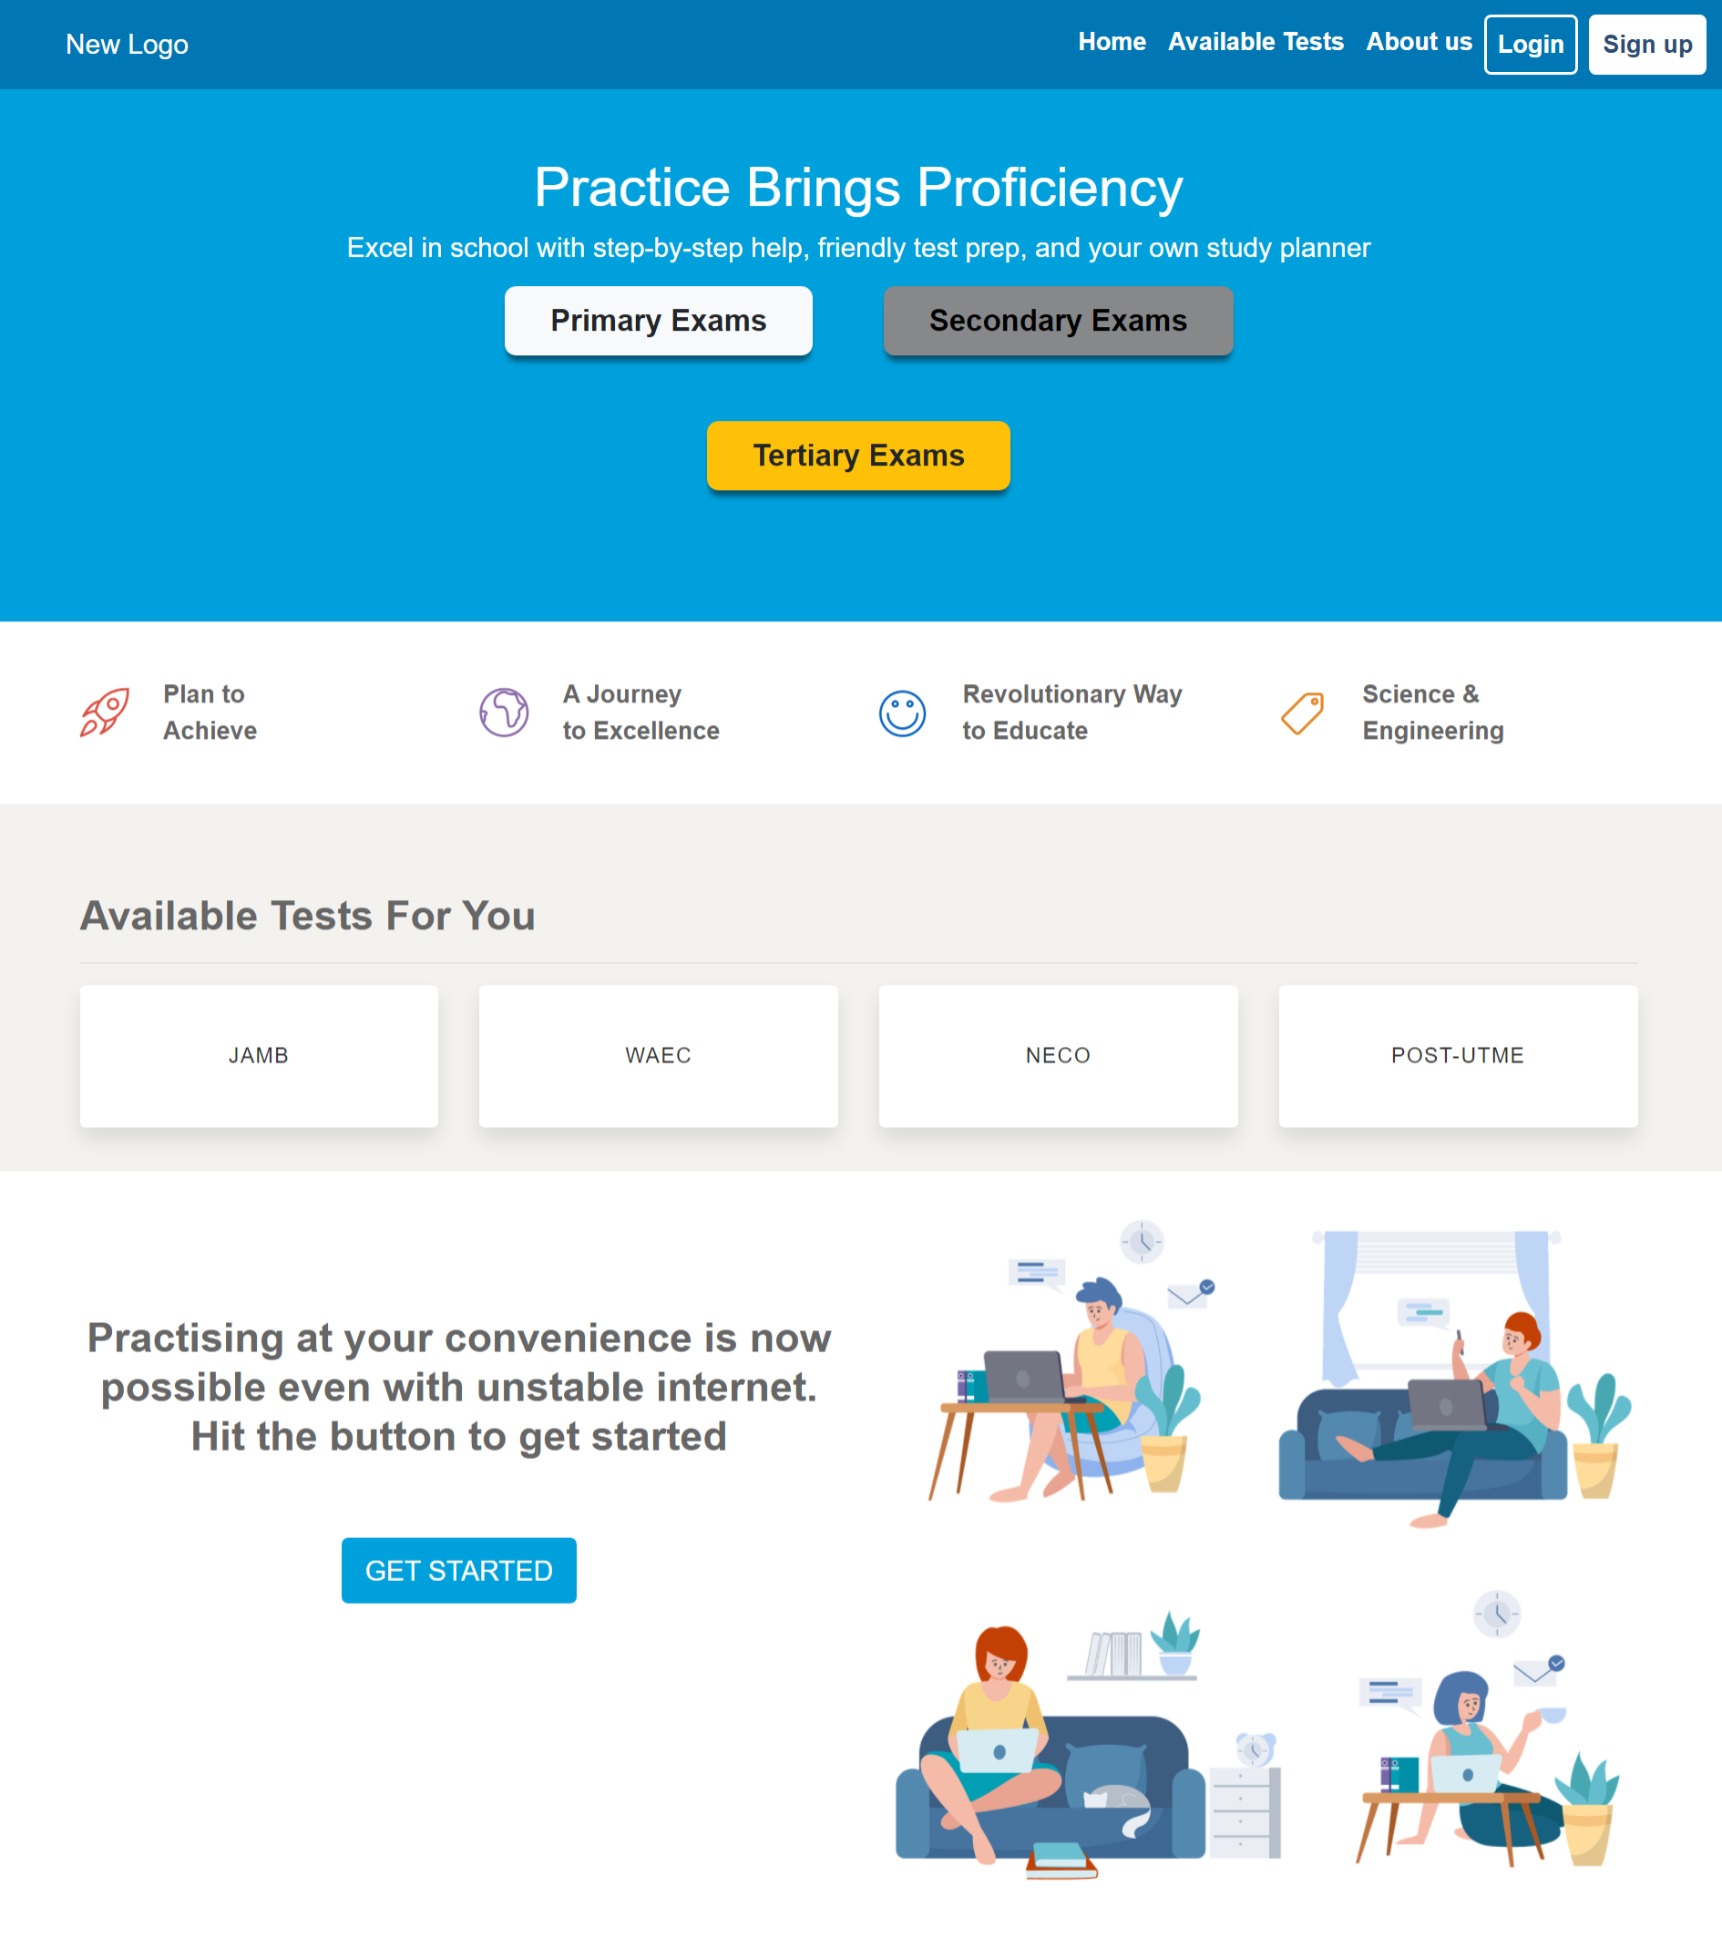 New Logo
Home Available Tests About us Login Sign up
Practice Brings Proficiency
Excel in school with step-by-step help, friendly test prep, and your own study planner
Primary Exams Secondary Exams
Tertiary Exams
Plan to
Achieve
A Journey
to Excellence
Revolutionary Way
to Educate
Science &
Engineering
Available Tests For You
JAMB WAEC NECO POST-UTME
Practising at your convenience is now
possible even with unstable internet.
Hit the button to get started
GET STARTED